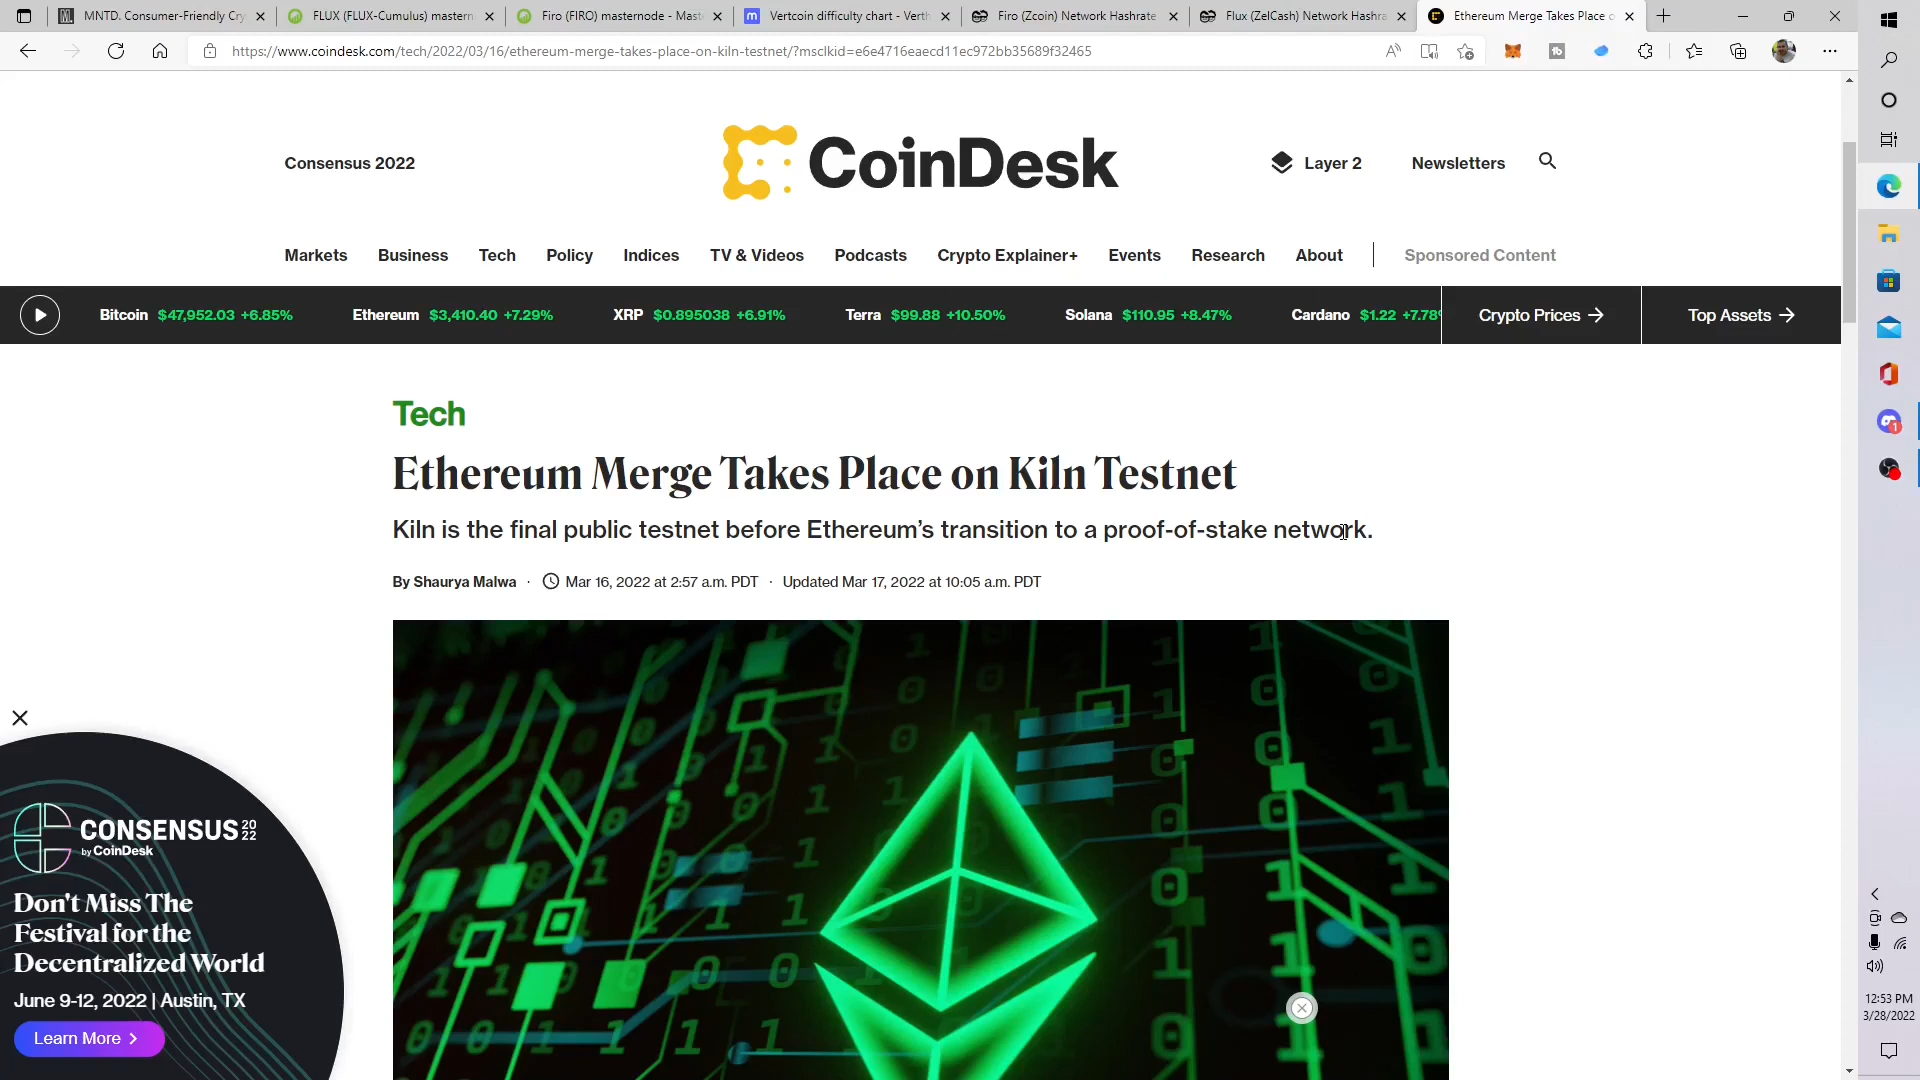 MNTD. Consumer-Friendly Cry
FLUX (FLUX-Cumulus) mastern
Firo (FIRO) masternode - Mast
Vertcoin difficulty chart - Verth
Firo (Zcoin) Network Hashrate
Flux (ZelCash) Network Hashra
Ethereum Merge Takes Place o
https://www.coindesk.com/tech/2022/03/16/ethereum-merge-takes-place-on-kiln-testnet/?msclkid=e6e4716eaecd11ec972bb35689f32465
Consensus 2022
CoinDesk
Layer 2
Newsletters
Markets Business Tech Policy Indices TV & Videos Podcasts Crypto Explainer+ Events Research About Sponsored Content
Bitcoin $47,952.03 +6.85% Ethereum $3,410.40 +7.29% XRP $0.895038 +6.91% Terra $99.88 +10.50% Solana $110.95 +8.47% Cardano $1.22 +7.78% Crypto Prices → Top Assets →
Tech
Ethereum Merge Takes Place on Kiln Testnet
Kiln is the final public testnet before Ethereum’s transition to a proof-of-stake network.
By Shaurya Malwa · Mar 16, 2022 at 2:57 a.m. PDT · Updated Mar 17, 2022 at 10:05 a.m. PDT
CONSENSUS 2022
by CoinDesk
Don't Miss The
Festival for the
Decentralized World
June 9-12, 2022 | Austin, TX
Learn More >
12:53 PM
3/28/2022